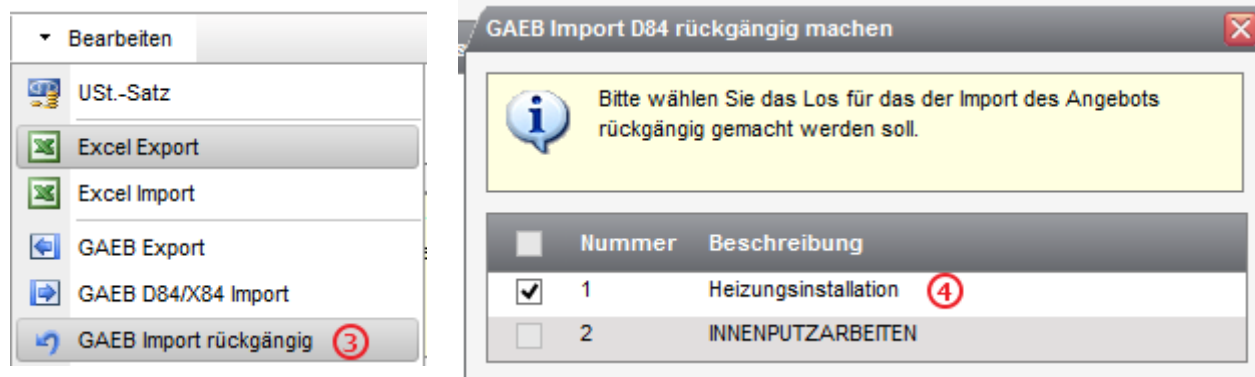 Bearbeiten
USt.-Satz
Excel Export
Excel Import
GAEB Export
GAEB D84/X84 Import
GAEB Import rückgängig 3
GAEB Import D84 rückgängig machen
Bitte wählen Sie das Los für das der Import des Angebots
rückgängig gemacht werden soll.
Nummer Beschreibung
1 Heizungsinstallation 4
2 INNENPUTZARBEITEN